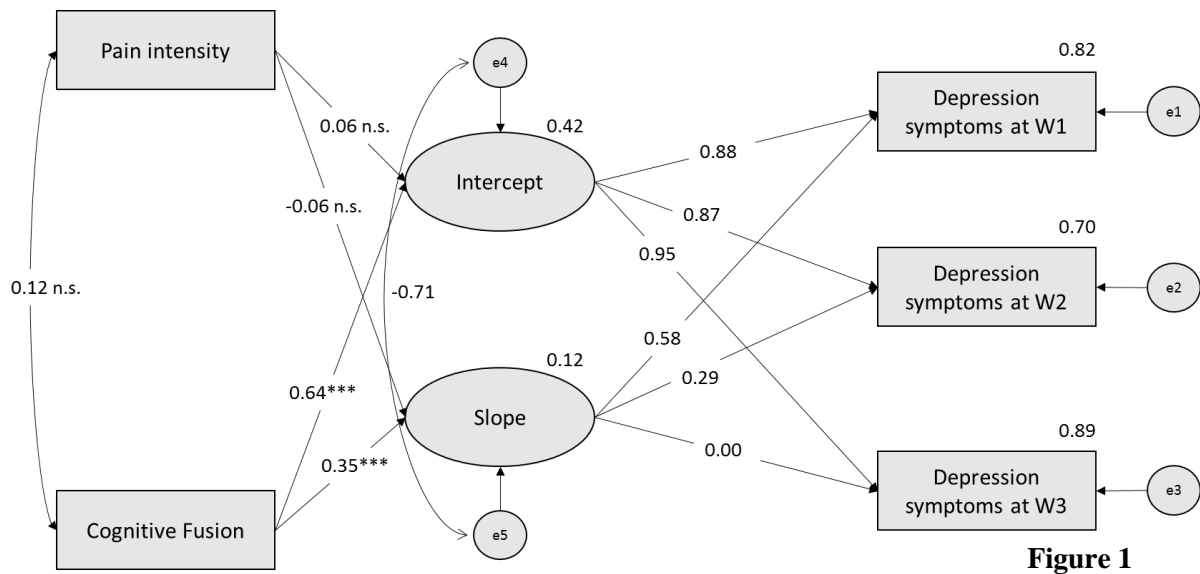 Pain intensity
e4
0.82
Depression
symptoms at W1
e1
0.06 n.s.
0.42
Intercept
0.88
-0.06 n.s.
0.87
0.70
Depression
symptoms at W2
e2
0.95
0.12 n.s.
-0.71
0.58
0.12
0.29
0.64***
Slope
0.35***
0.00
0.89
Depression
symptoms at W3
e3
Cognitive Fusion
e5
Figure 1